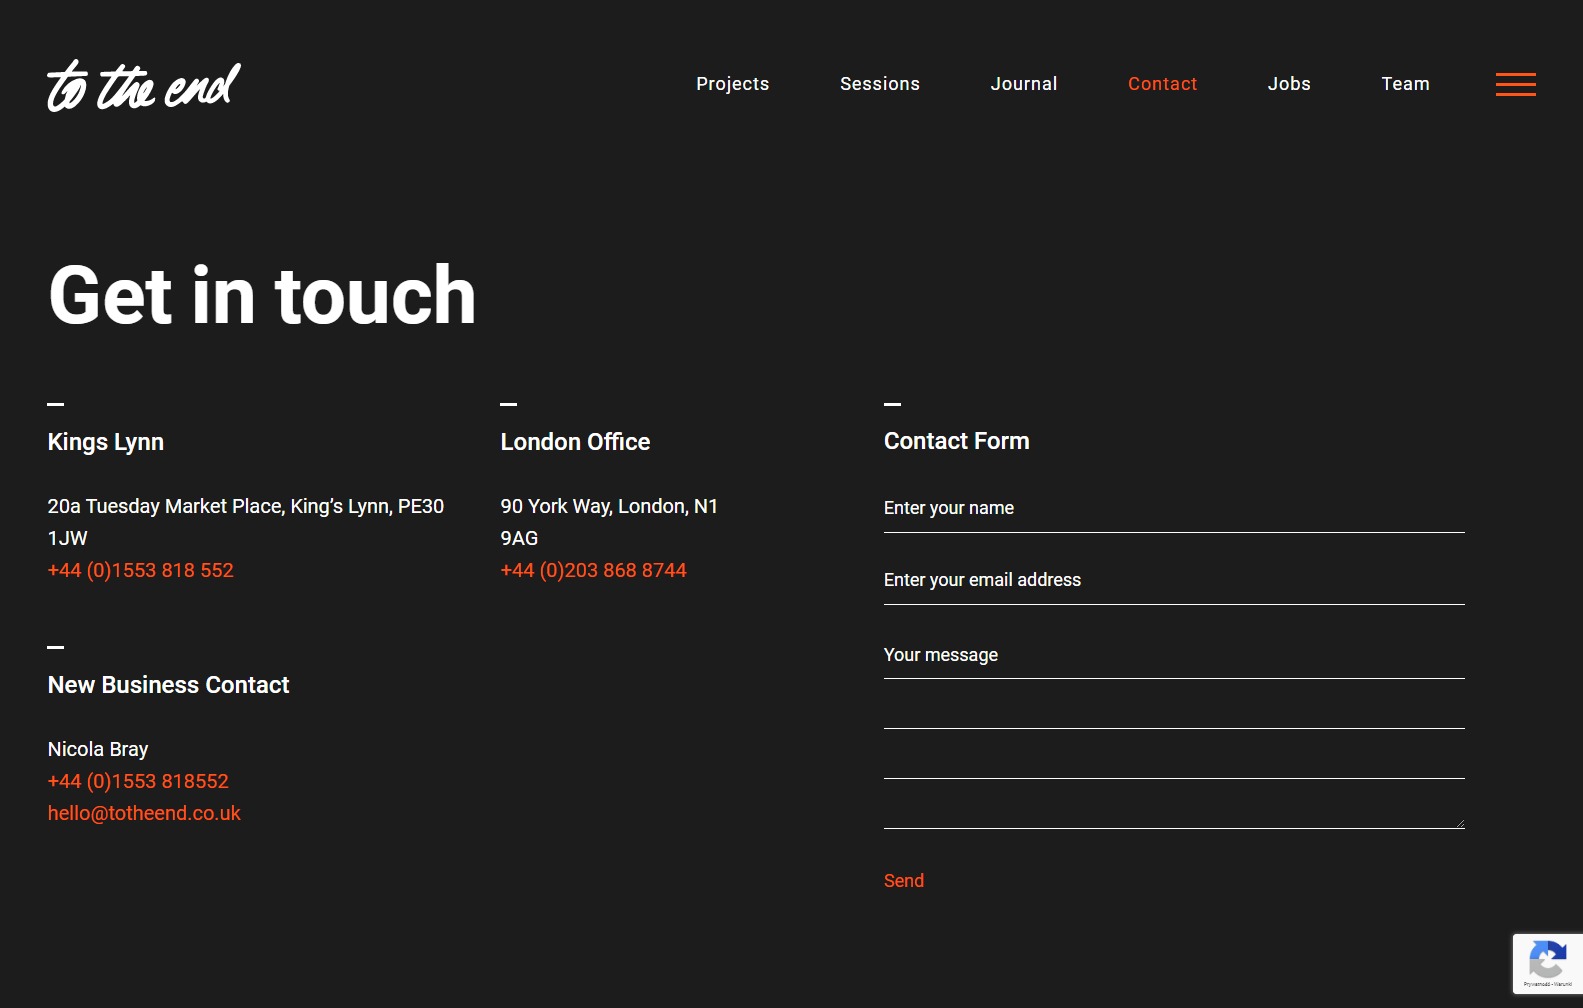 to the end
Projects
Sessions
Journal
Contact
Jobs
Team
Get in touch
Kings Lynn
20a Tuesday Market Place, King’s Lynn, PE30
1JW
+44 (0)1553 818 552
London Office
90 York Way, London, N1
9AG
+44 (0)203 868 8744
New Business Contact
Nicola Bray
+44 (0)1553 818552
hello@totheend.co.uk
Contact Form
Enter your name
Enter your email address
Your message
Send
Prywatność - Warunki